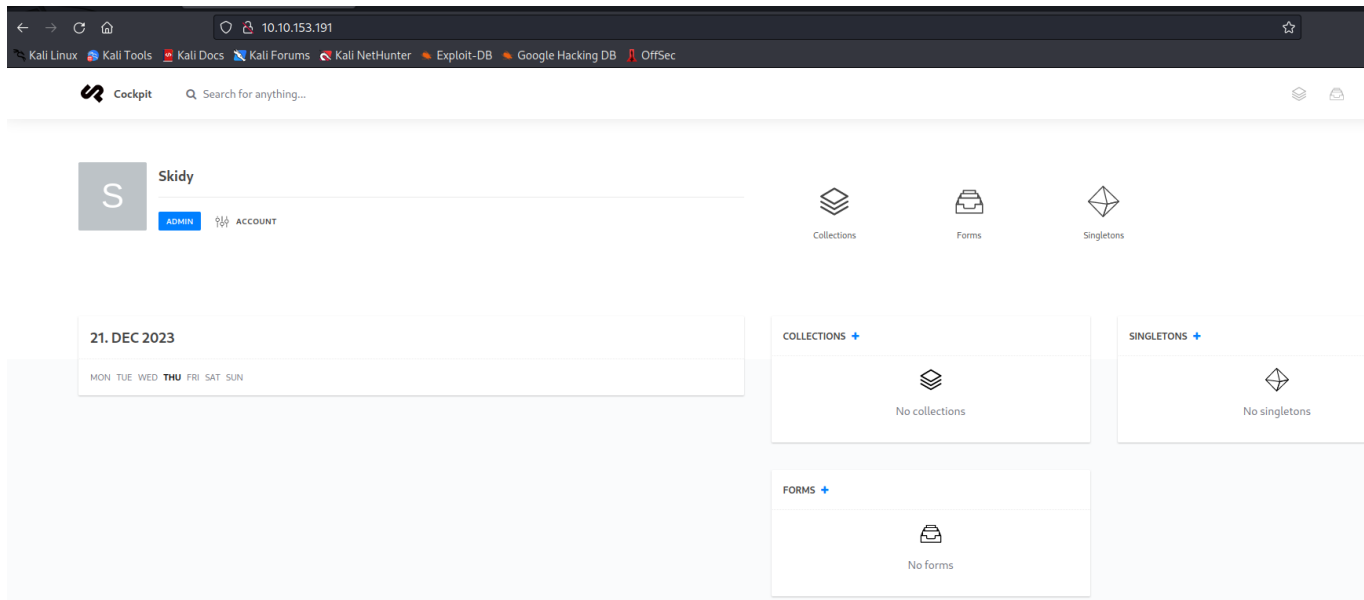 10.10.153.191
Kali Linux Kali Tools Kali Docs Kali Forums Kali NetHunter Exploit-DB Google Hacking DB OffSec
Cockpit Search for anything...
S
Skidy
ADMIN ACCOUNT
Collections Forms Singletons
21. DEC 2023
MON TUE WED THU FRI SAT SUN
COLLECTIONS +
No collections
SINGLETONS +
No singletons
FORMS +
No forms